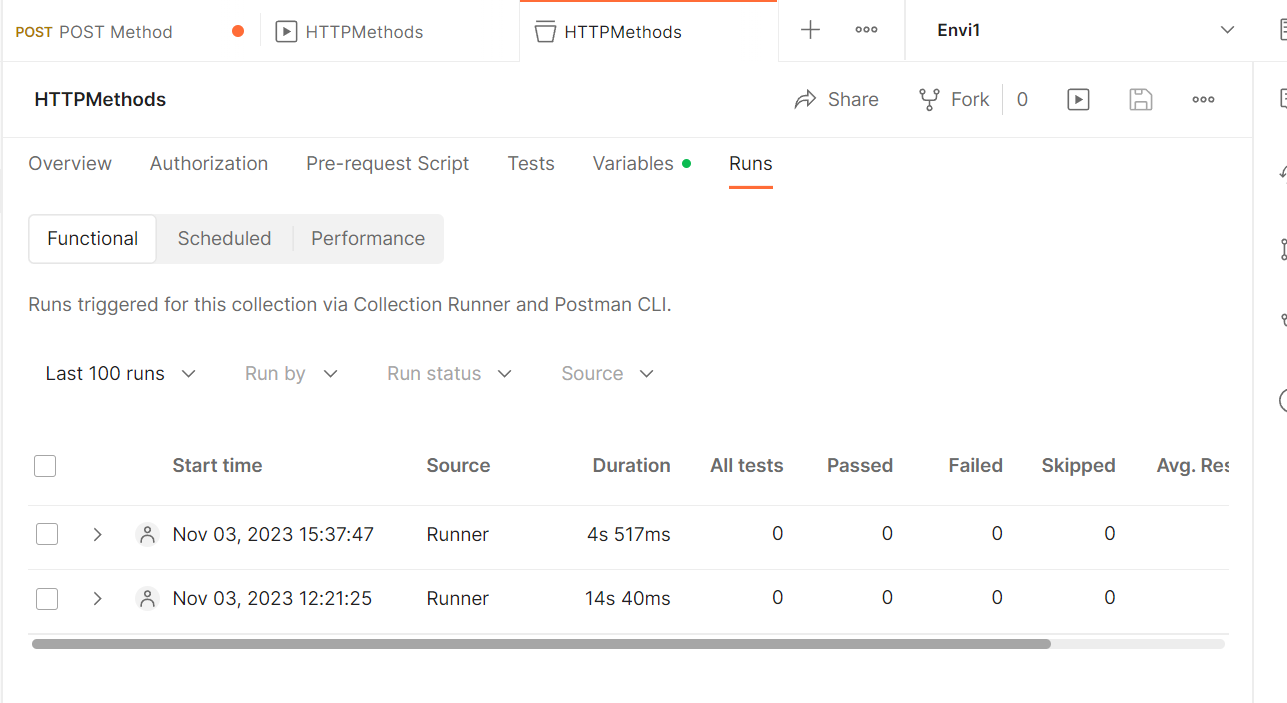 POST POST Method HTTPMethods HTTPMethods Envi1
HTTPMethods Share Fork 0
Overview Authorization Pre-request Script Tests Variables Runs
Functional Scheduled Performance
Runs triggered for this collection via Collection Runner and Postman CLI.
Last 100 runs Run by Run status Source
Start time Source Duration All tests Passed Failed Skipped Avg. Res
Nov 03, 2023 15:37:47 Runner 4s 517ms 0 0 0 0
Nov 03, 2023 12:21:25 Runner 14s 40ms 0 0 0 0